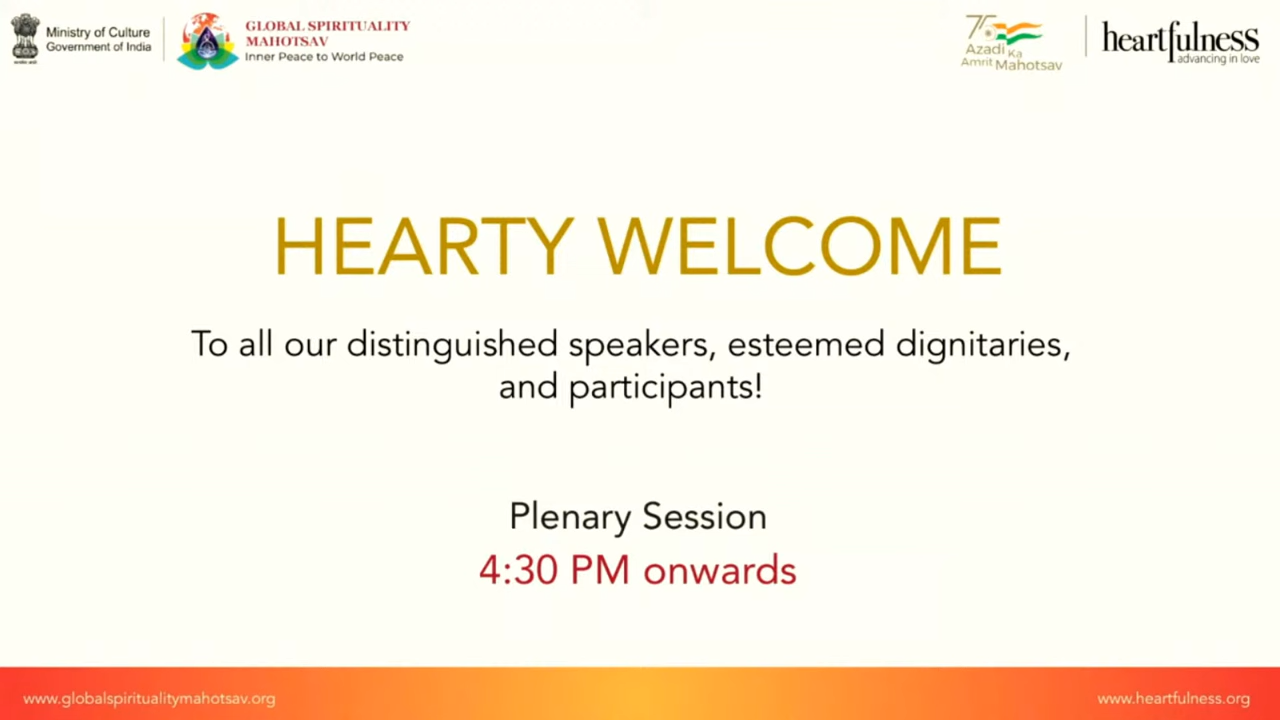 Ministry of Culture
Government of India
GLOBAL SPIRITUALITY
MAHOTSAV
Inner Peace to World Peace
75
Azadi Ka
Amrit Mahotsav
heartfulness
advancing in love
HEARTY WELCOME
To all our distinguished speakers, esteemed dignitaries,
and participants!
Plenary Session
4:30 PM onwards
www.globalspiritualitymahotsav.org
www.heartfulness.org